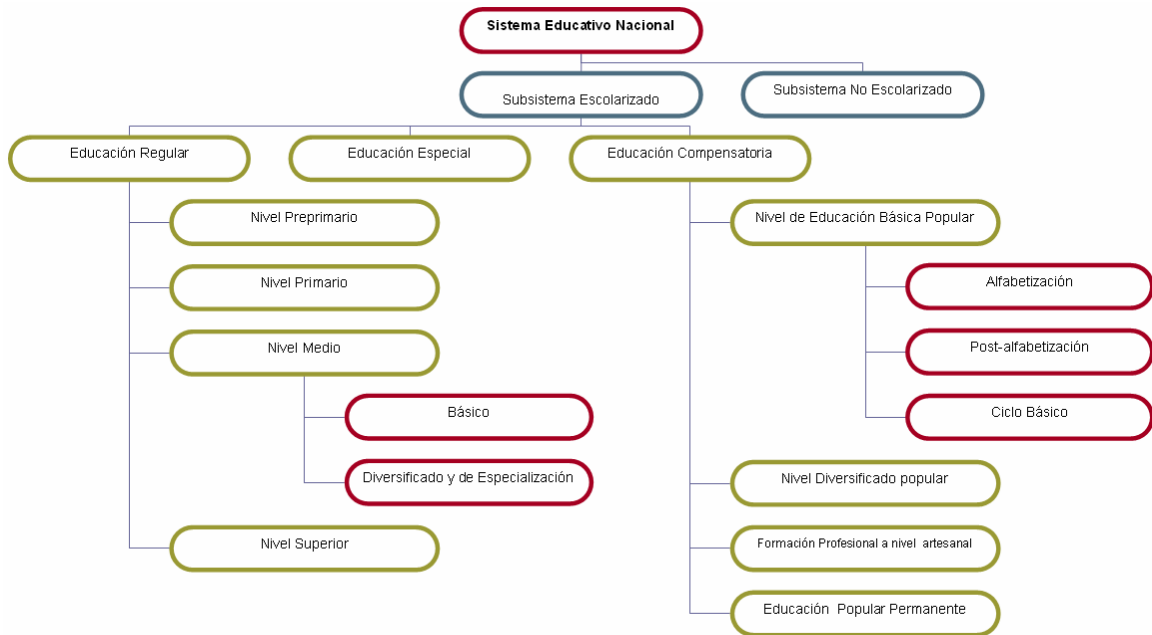 Sistema Educativo Nacional
Subsistema Escolarizado
Subsistema No Escolarizado
Educación Regular
Educación Especial
Educación Compensatoria
Nivel Preprimario
Nivel Primario
Nivel Medio
Básico
Diversificado y de Especialización
Nivel Superior
Nivel de Educación Básica Popular
Alfabetización
Post-alfabetización
Ciclo Básico
Nivel Diversificado popular
Formación Profesional a nivel artesanal
Educación Popular Permanente